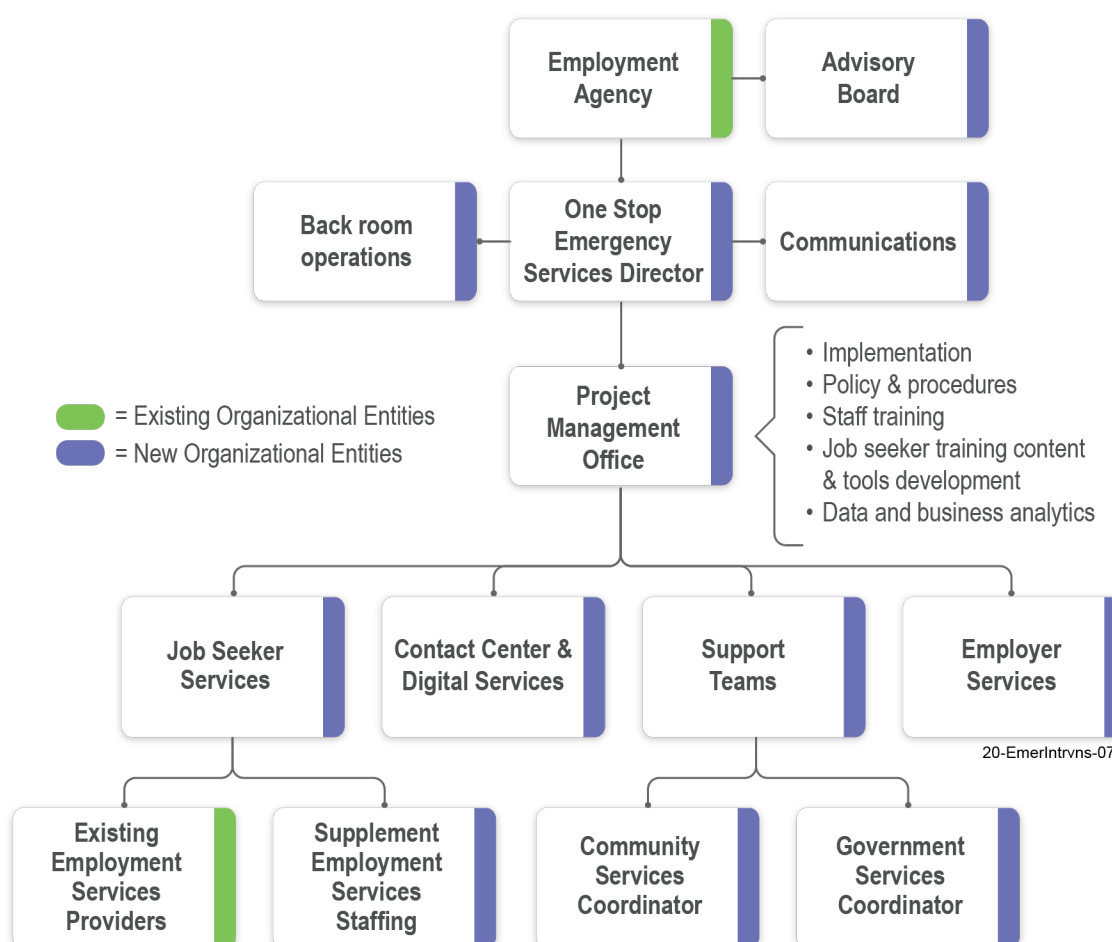 Employment
Agency
Advisory
Board
Back room
operations
One Stop
Emergency
Services Director
Communications
Project
Management
Office
• Implementation
• Policy & procedures
• Staff training
• Job seeker training content
& tools development
• Data and business analytics
= Existing Organizational Entities
= New Organizational Entities
Job Seeker
Services
Contact Center &
Digital Services
Support
Teams
Employer
Services
20-EmerIntrvns-07
Existing
Employment
Services
Providers
Supplement
Employment
Services
Staffing
Community
Services
Coordinator
Government
Services
Coordinator